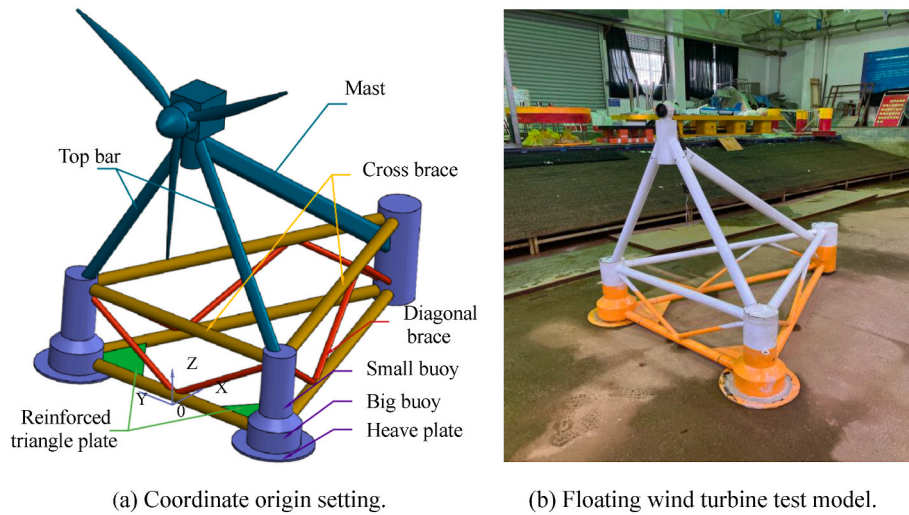 Mast
Top bar
Cross brace
Diagonal
brace
Z
Small buoy
X
Y
0
Reinforced
triangle plate
Big buoy
Heave plate
(a) Coordinate origin setting.
(b) Floating wind turbine test model.